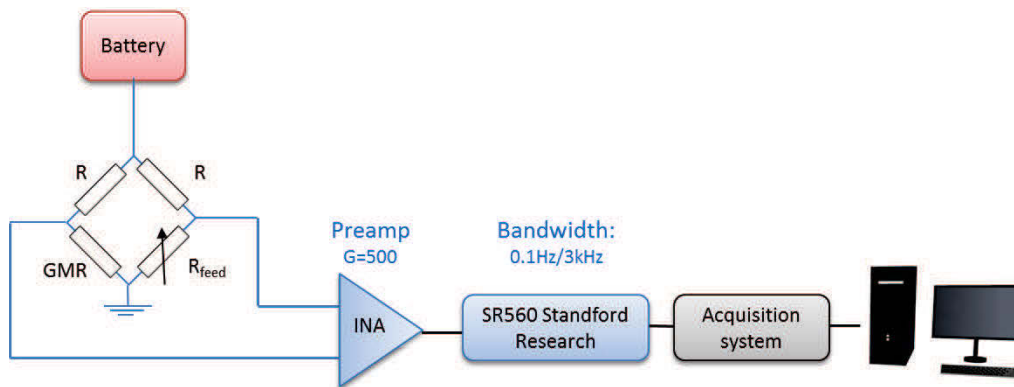 Battery
R
R
GMR
Rfeed
Preamp
G=500
INA
Bandwidth:
0.1Hz/3kHz
SR560 Standford
Research
Acquisition
system